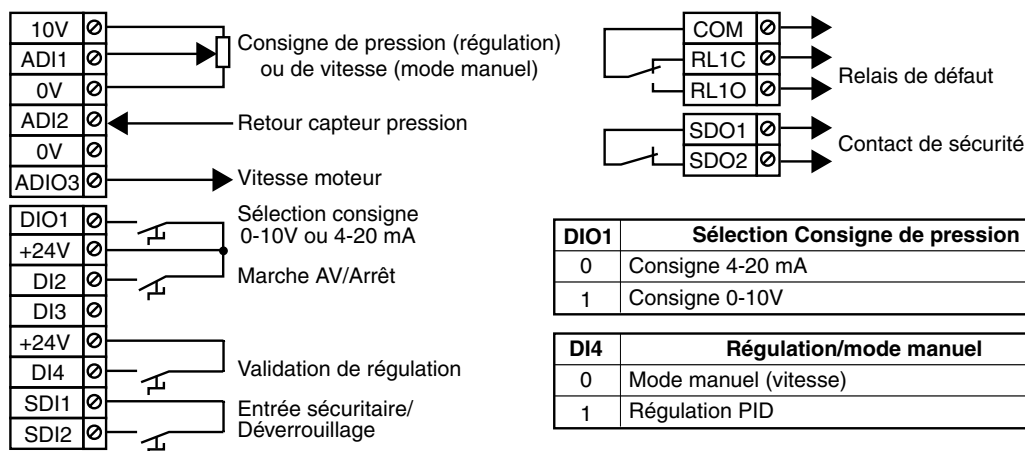 10V
ADI1
0V
ADI2
0V
ADIO3
Consigne de pression (régulation)
ou de vitesse (mode manuel)
Retour capteur pression
Vitesse moteur
DIO1
+24V
DI2
DI3
+24V
DI4
SDI1
SDI2
Sélection consigne
0-10V ou 4-20 mA
Marche AV/Arrêt
Validation de régulation
Entrée sécuritaire/
Déverrouillage
COM
RL1C
RL1O
Relais de défaut
SDO1
SDO2
Contact de sécurité
DIO1 Sélection Consigne de pression
0 Consigne 4-20 mA
1 Consigne 0-10V
DI4 Régulation/mode manuel
0 Mode manuel (vitesse)
1 Régulation PID